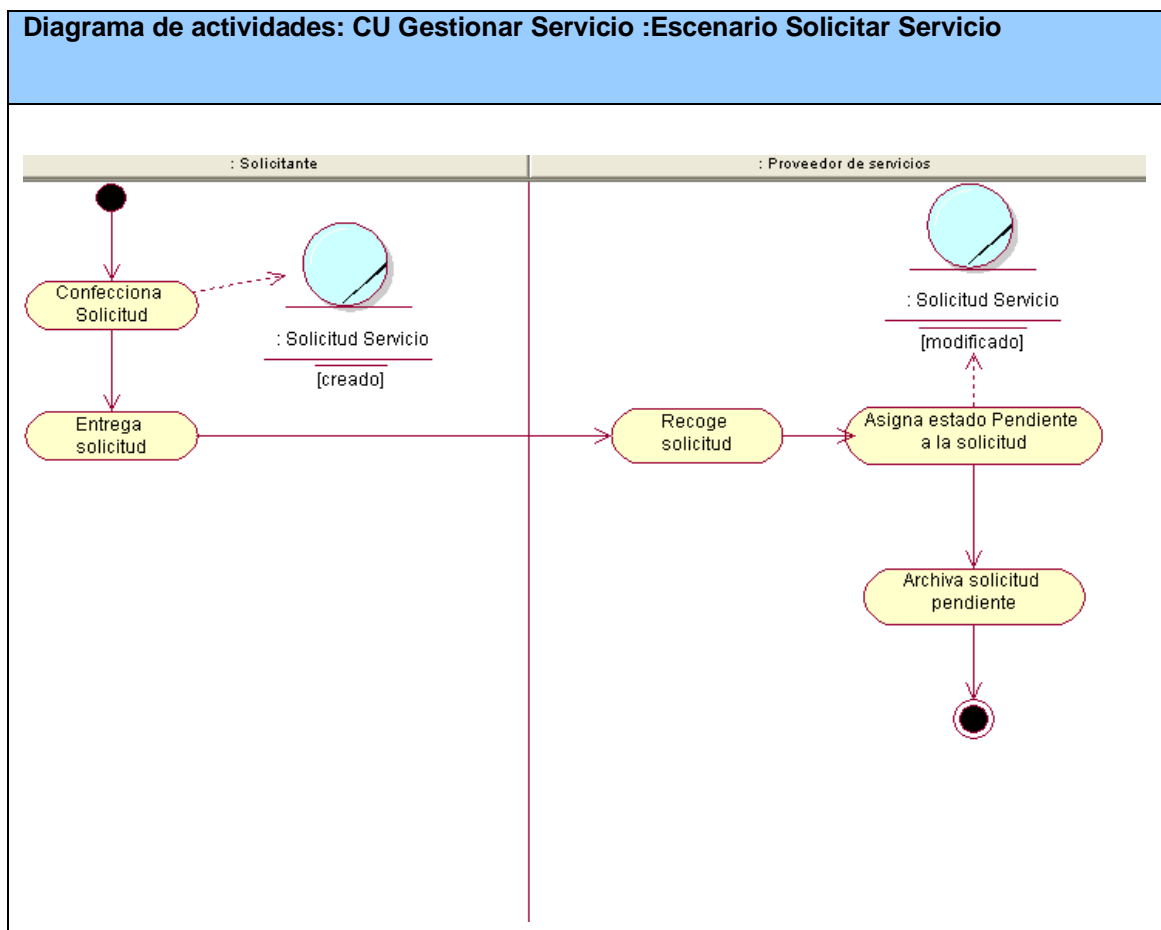 Diagrama de actividades: CU Gestionar Servicio :Escenario Solicitar Servicio
: Solicitante
: Proveedor de servicios
Confecciona
Solicitud
: Solicitud Servicio
[creado]
: Solicitud Servicio
[modificado]
Entrega
solicitud
Recoge
solicitud
Asigna estado Pendiente
a la solicitud
Archiva solicitud
pendiente